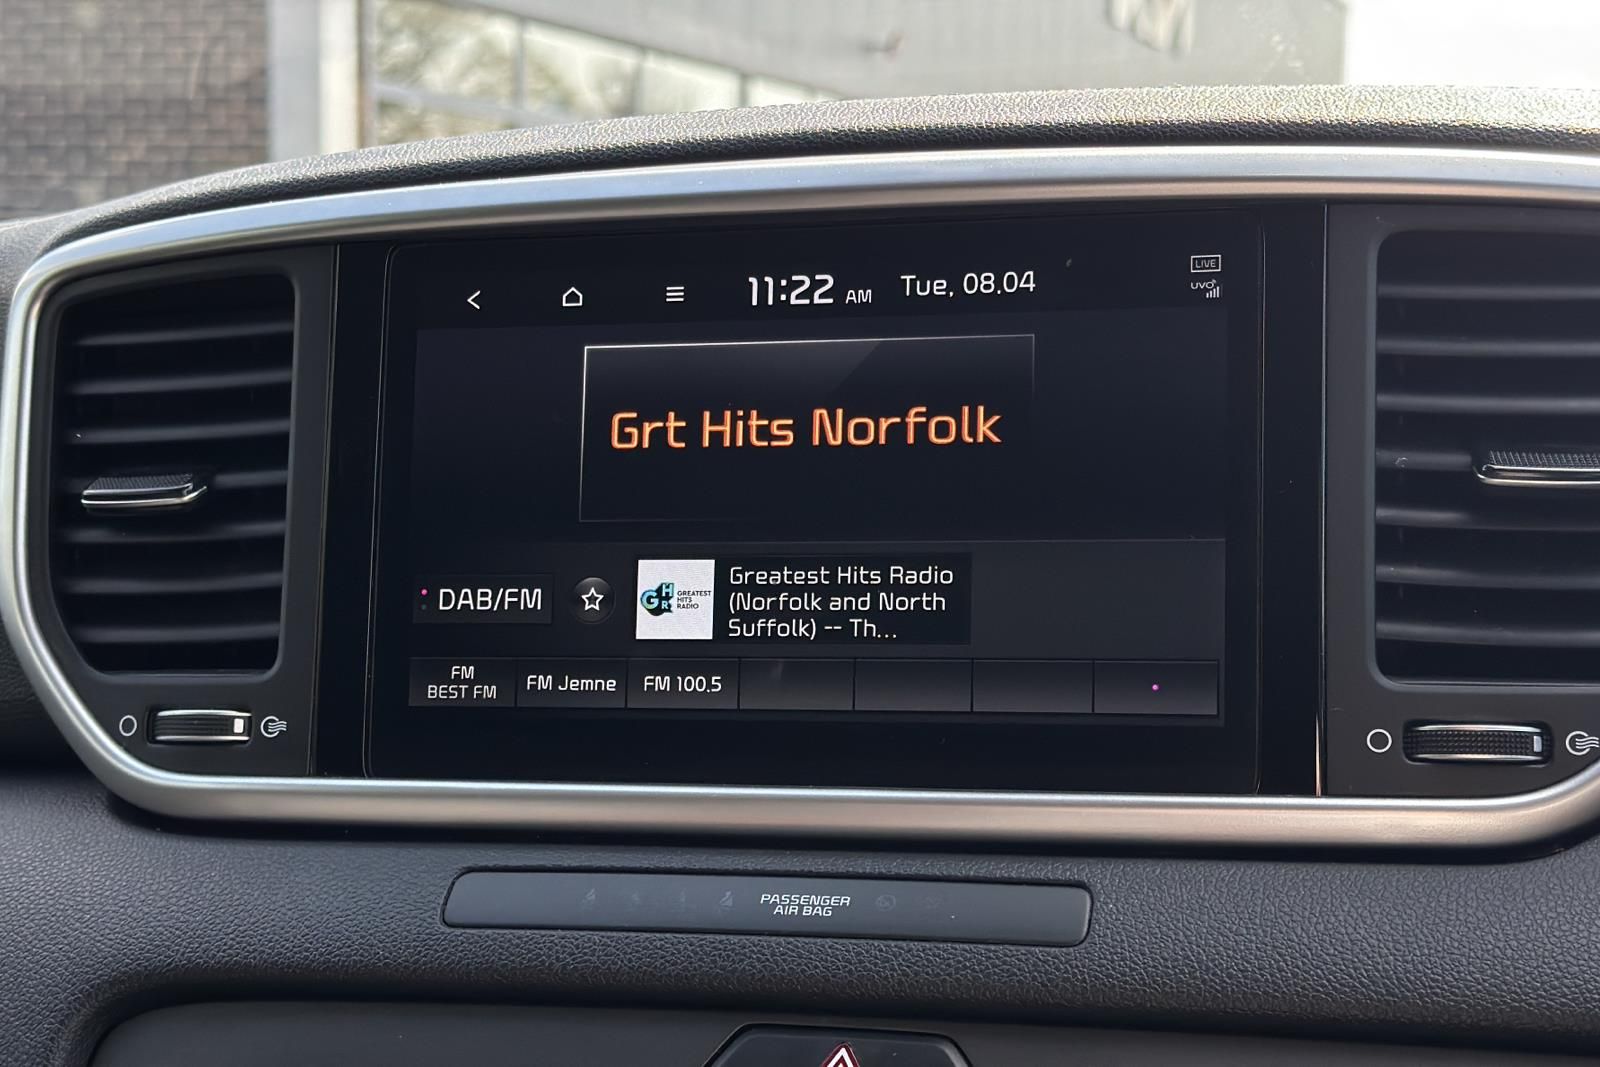 11:22 AM Tue, 08.04
LIVE
UVO
Grt Hits Norfolk
DAB/FM
GHR GREATEST
HITS
RADIO
Greatest Hits Radio
(Norfolk and North
Suffolk) -- Th...
FM
BEST FM
FM Jemne
FM 100.5
PASSENGER
AIR BAG